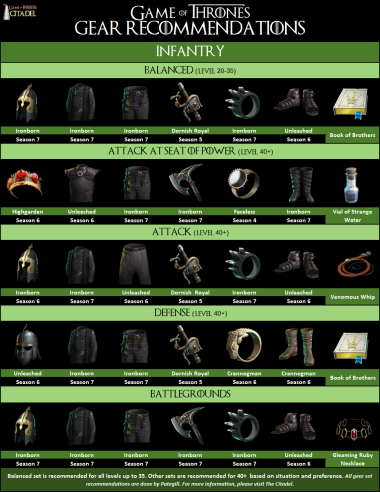 GAME OF THRONES
CITADEL
GAME OF THRONES
GEAR RECOMMENDATIONS
INFANTRY
BALANCED (LEVEL 20-35)
Ironborn Ironborn Ironborn Dornish Royal Ironborn Unleashed Book of Brothers
Season 7 Season 7 Season 7 Season 5 Season 7 Season 6
ATTACK AT SEAT OF POWER (LEVEL 40+)
Highgarden Unleashed Ironborn Ironborn Faceless Ironborn Vial of Strange
Season 6 Season 6 Season 7 Season 7 Season 4 Season 7 Water
ATTACK (LEVEL 40+)
Ironborn Ironborn Unleashed Dornish Royal Ironborn Unleashed Venomous Whip
Season 6 Season 7 Season 6 Season 5 Season 7 Season 6
DEFENSE (LEVEL 40+)
Unleashed Ironborn Ironborn Dornish Royal Crannogman Crannogman Book of Brothers
Season 6 Season 7 Season 7 Season 5 Season 6 Season 6
BATTLEGROUNDS
Ironborn Ironborn Ironborn Ironborn Ironborn Unleashed Gleaming Ruby
Season 7 Season 7 Season 7 Season 7 Season 7 Season 6 Necklace
Balanced set is recommended for all levels up to 35. Other sets are recommended for 40+ based on situation and preference. All gear set
recommendations are done by Patsgill. For more information, please visit The Citadel.